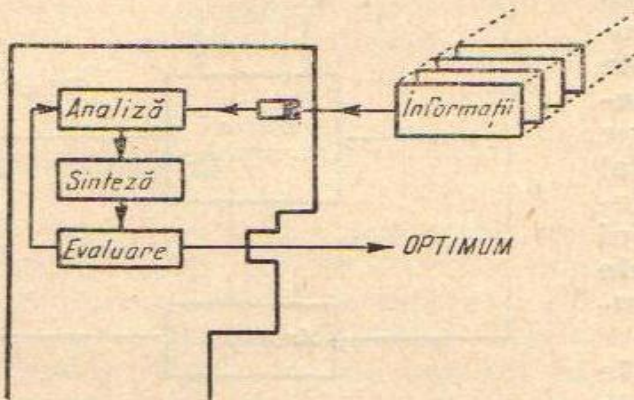 Analiză
Informații
Sinteză
Evaluare
OPTIMUM